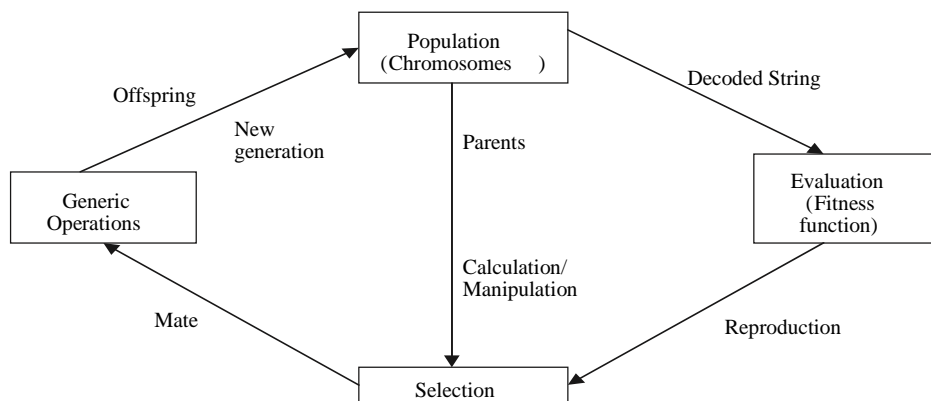 Population
(Chromosomes )
Decoded String
Offspring
New
generation
Parents
Generic
Operations
Evaluation
(Fitness
function)
Calculation/
Manipulation
Mate
Reproduction
Selection